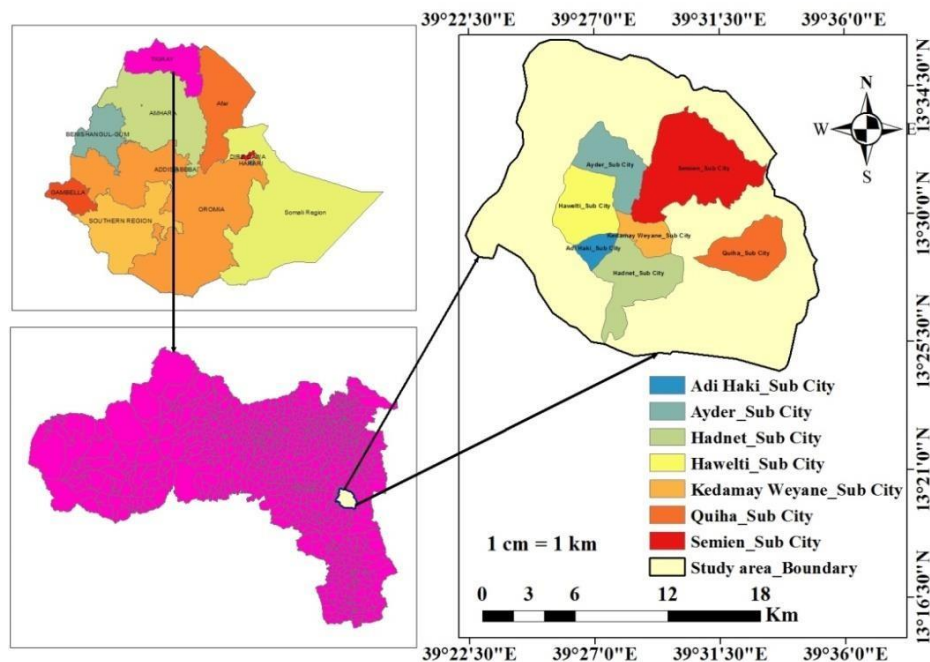 39°22'30"E 39°27'0"E 39°31'30"E 39°36'0"E
TIGRAY
Afar
AMHARA
BENISHANGUL-GUM
ADDIS ABBABA
GAMBELLA
OROMIA
SOUTHERN REGION
Somali Region
N
W E
S
Ayder_Sub City
Semien_Sub City
Hawelti_Sub City
Kedamay Weyane_Sub City
Adi Haki_Sub City
Quiha_Sub City
Hadnet_Sub City
13°34'30"N
13°30'0"N
13°25'30"N
13°21'0"N
13°16'30"N
Adi Haki_Sub City
Ayder_Sub City
Hadnet_Sub City
Hawelti_Sub City
Kedamay Weyane_Sub City
Quiha_Sub City
Semien_Sub City
Study area_Boundary
1 cm = 1 km
0 3 6 12 18
Km
39°22'30"E 39°27'0"E 39°31'30"E 39°36'0"E